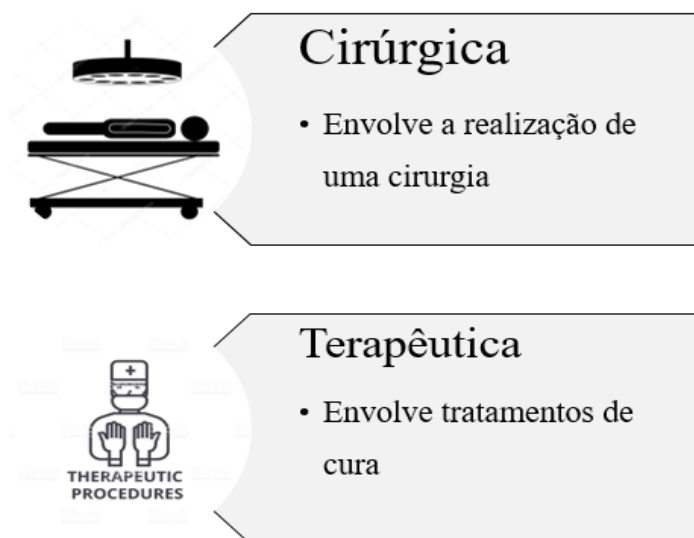 Cirúrgica
• Envolve a realização de
uma cirurgia
Terapêutica
• Envolve tratamentos de
cura
THERAPEUTIC
PROCEDURES